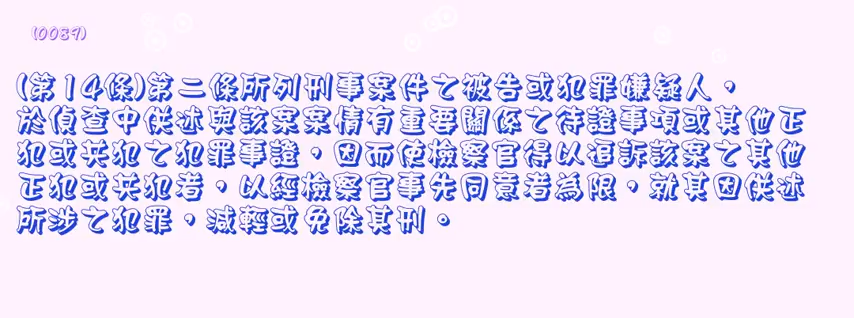 (0089)
(第14條)第二條所列刑事案件之被告或犯罪嫌疑人，
於偵查中供述與該案案情有重要關係之待證事項或其他正
犯或共犯之犯罪事證，因而使檢察官得以追訴該案之其他
正犯或共犯者，以經檢察官事先同意者為限，就其因供述
所涉之犯罪，減輕或免除其刑。